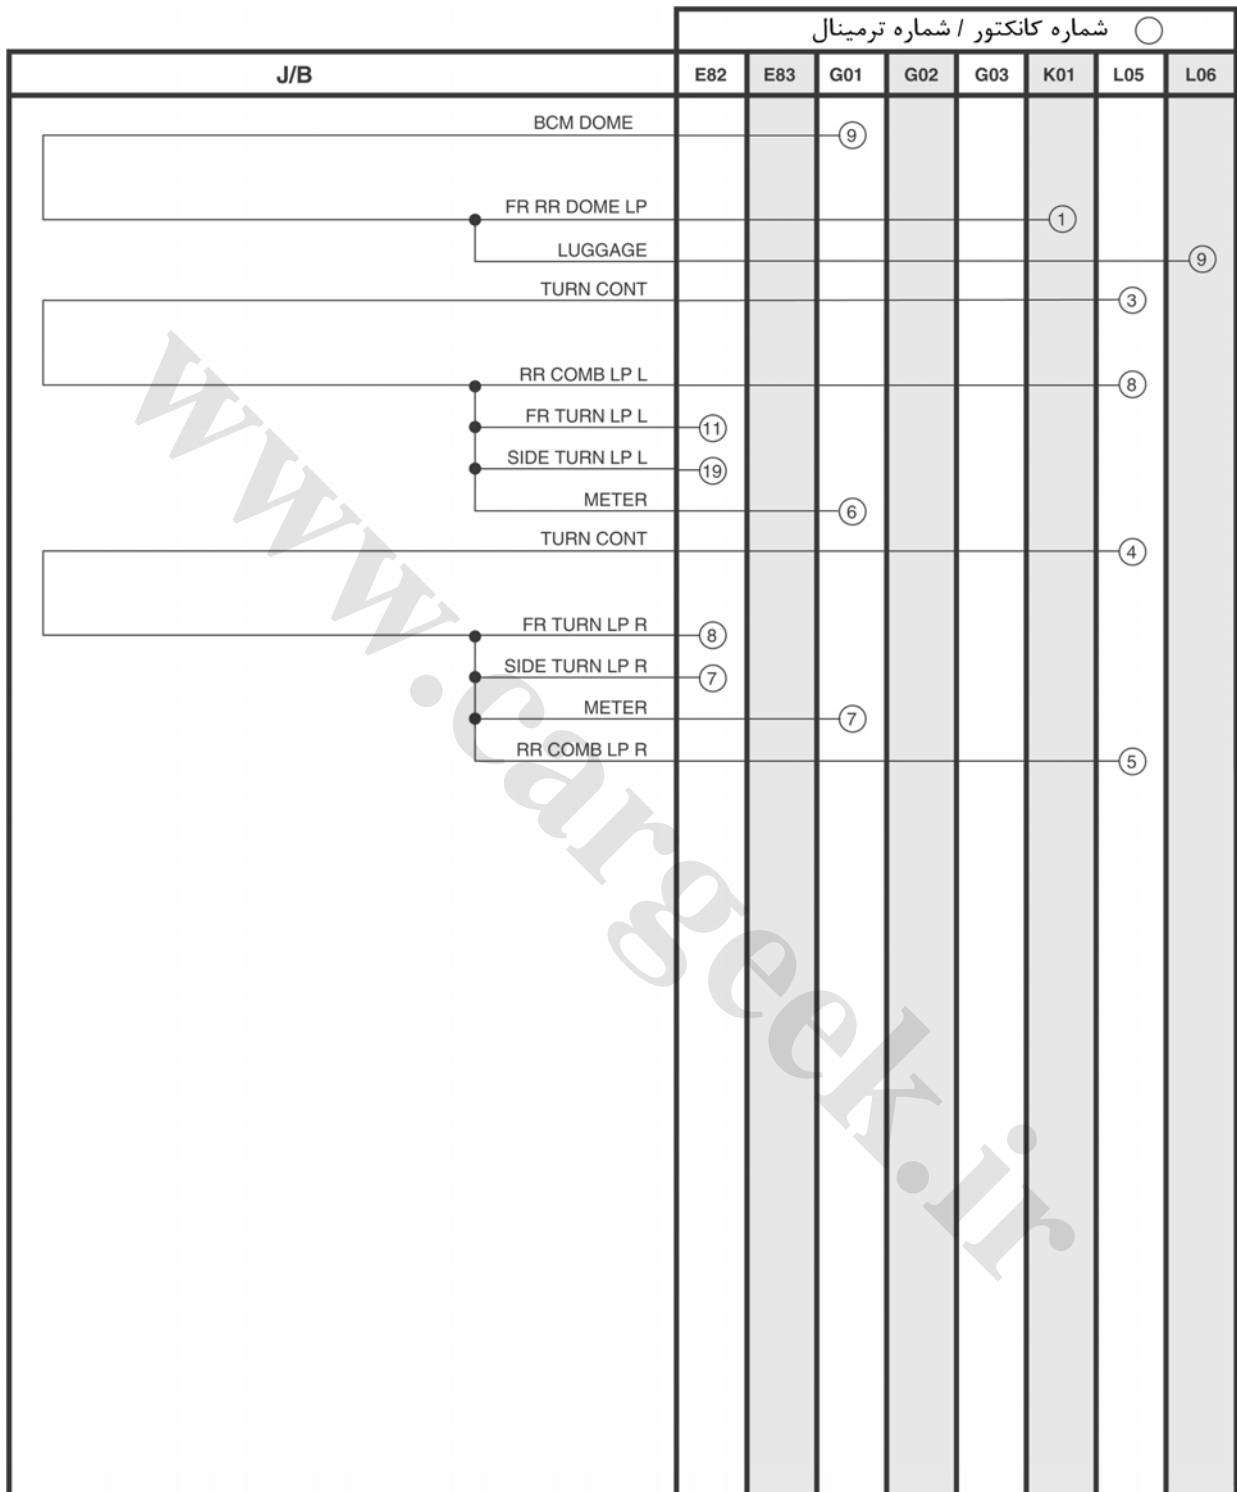 شماره کانکتور / شماره ترمینال
J/B E82 E83 G01 G02 G03 K01 L05 L06
BCM DOME 9
FR RR DOME LP 1
LUGGAGE 9
TURN CONT 3
RR COMB LP L 8
FR TURN LP L 11
SIDE TURN LP L 19
METER 6
TURN CONT 4
FR TURN LP R 8
SIDE TURN LP R 7
METER 7
RR COMB LP R 5
www.cargeek.ir